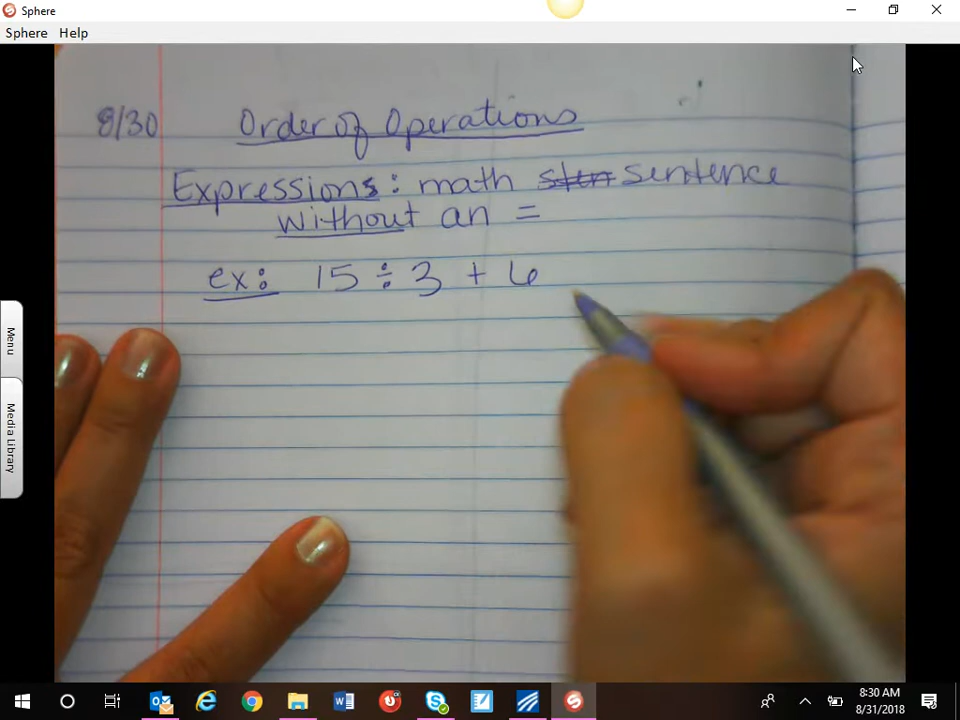 Sphere
Sphere Help
8/30 Order of Operations
Expressions: math sentence
without an =
ex: 15 ÷ 3 + 6
Menu
Media Library
8:30 AM
8/31/2018